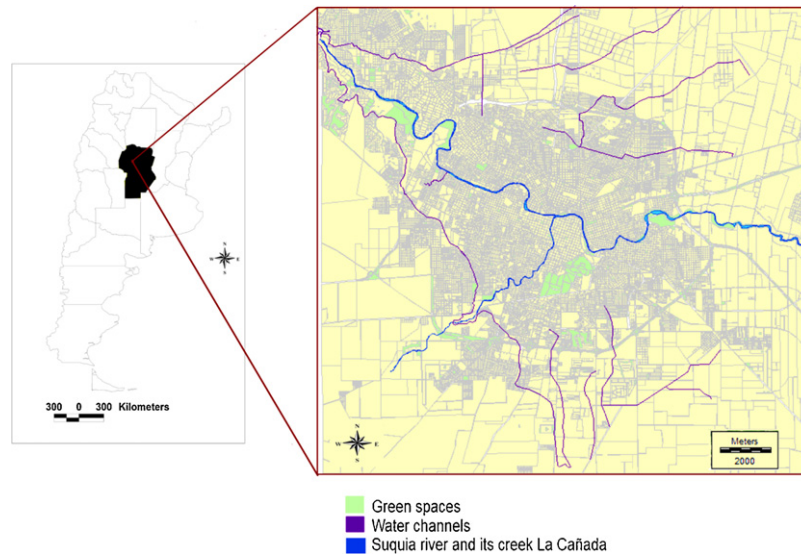 N
W E
S
300 0 300 Kilometers
N
W E
S
Meters
2000
Green spaces
Water channels
Suquia river and its creek La Cañada